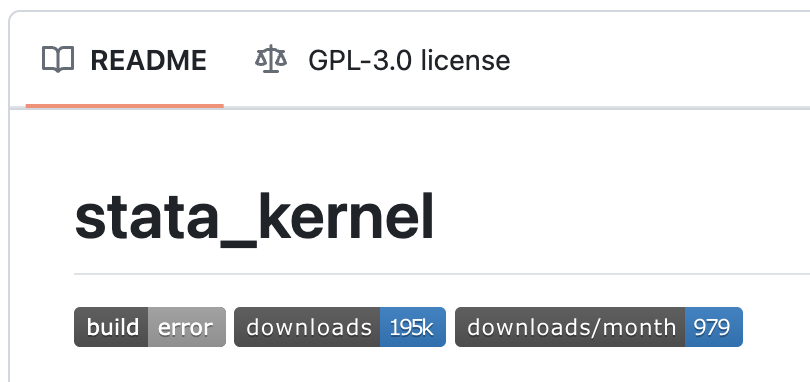 README GPL-3.0 license
stata_kernel
build error downloads 195k downloads/month 979